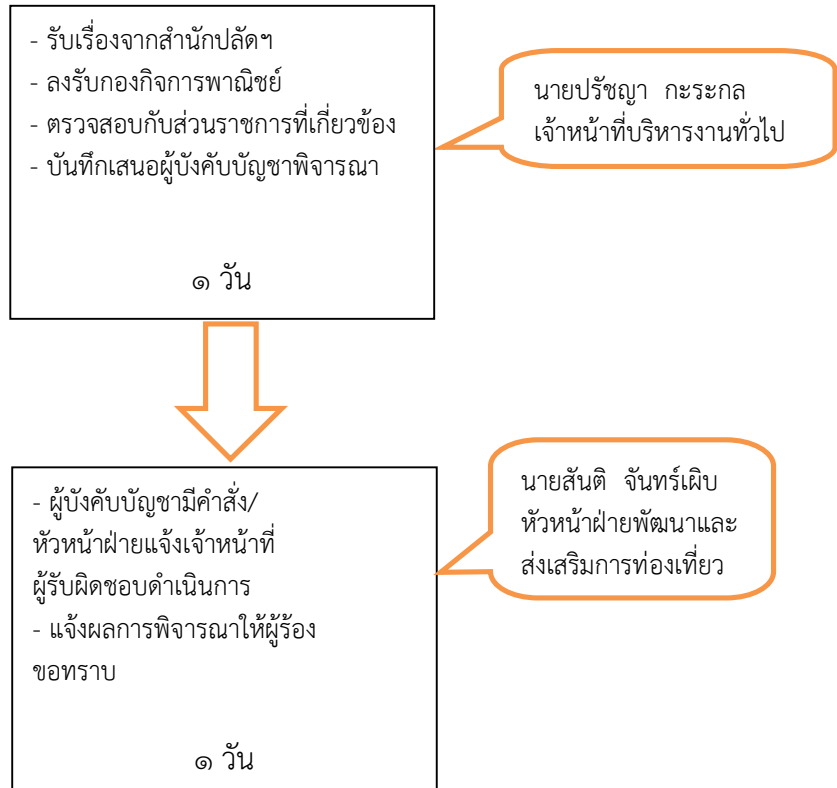 - รับเรื่องจากสำนักปลัดฯ
- ลงรับกองกิจการพาณิชย์
- ตรวจสอบกับส่วนราชการที่เกี่ยวข้อง
- บันทึกเสนอผู้บังคับบัญชาพิจารณา
๑ วัน
นายปรัชญา กะระกล
เจ้าหน้าที่บริหารงานทั่วไป
- ผู้บังคับบัญชามีคำสั่ง/
หัวหน้าฝ่ายแจ้งเจ้าหน้าที่
ผู้รับผิดชอบดำเนินการ
- แจ้งผลการพิจารณาให้ผู้ร้อง
ขอทราบ
๑ วัน
นายสันติ จันทร์เผิบ
หัวหน้าฝ่ายพัฒนาและ
ส่งเสริมการท่องเที่ยว